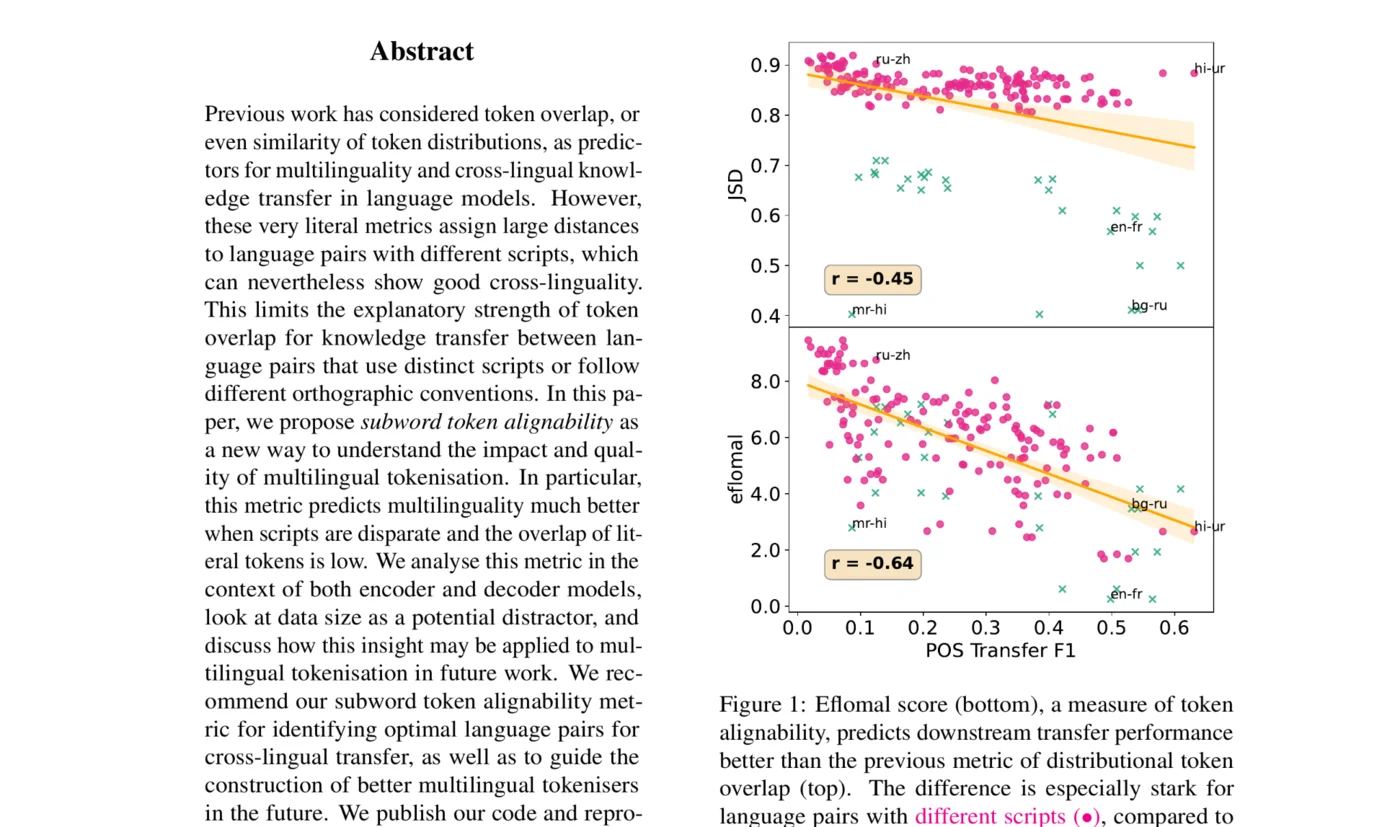 Abstract
Previous work has considered token overlap, or
even similarity of token distributions, as predic-
tors for multilinguality and cross-lingual knowl-
edge transfer in language models. However,
these very literal metrics assign large distances
to language pairs with different scripts, which
can nevertheless show good cross-linguality.
This limits the explanatory strength of token
overlap for knowledge transfer between lan-
guage pairs that use distinct scripts or follow
different orthographic conventions. In this pa-
per, we propose subword token alignability as
a new way to understand the impact and qual-
ity of multilingual tokenisation. In particular,
this metric predicts multilinguality much better
when scripts are disparate and the overlap of lit-
eral tokens is low. We analyse this metric in the
context of both encoder and decoder models,
look at data size as a potential distractor, and
discuss how this insight may be applied to mul-
tilingual tokenisation in future work. We rec-
ommend our subword token alignability met-
ric for identifying optimal language pairs for
cross-lingual transfer, as well as to guide the
construction of better multilingual tokenisers
in the future. We publish our code and repro-
JSD
0.9
0.8
0.7
0.6
0.5
0.4
ru-zh
hi-ur
en-fr
bg-ru
mr-hi
r = -0.45
eflomal
8.0
6.0
4.0
2.0
0.0
ru-zh
bg-ru
hi-ur
mr-hi
en-fr
r = -0.64
0.0 0.1 0.2 0.3 0.4 0.5 0.6
POS Transfer F1
Figure 1: Eflomal score (bottom), a measure of token
alignability, predicts downstream transfer performance
better than the previous metric of distributional token
overlap (top). The difference is especially stark for
language pairs with different scripts (•), compared to